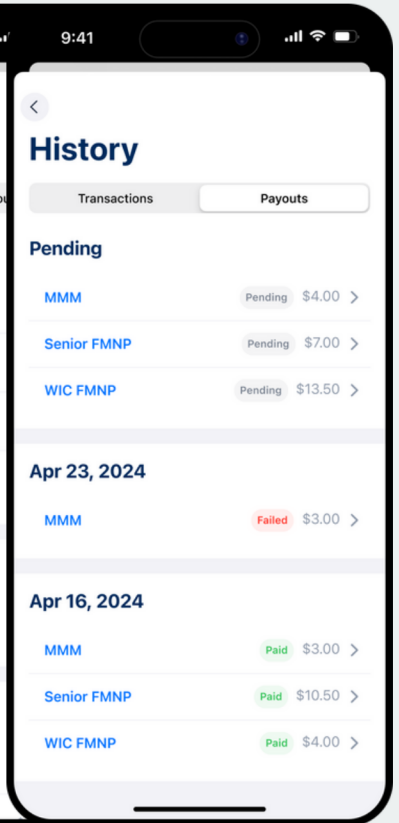 9:41
History
Transactions Payouts
Pending
MMM Pending $4.00
Senior FMNP Pending $7.00
WIC FMNP Pending $13.50
Apr 23, 2024
MMM Failed $3.00
Apr 16, 2024
MMM Paid $3.00
Senior FMNP Paid $10.50
WIC FMNP Paid $4.00